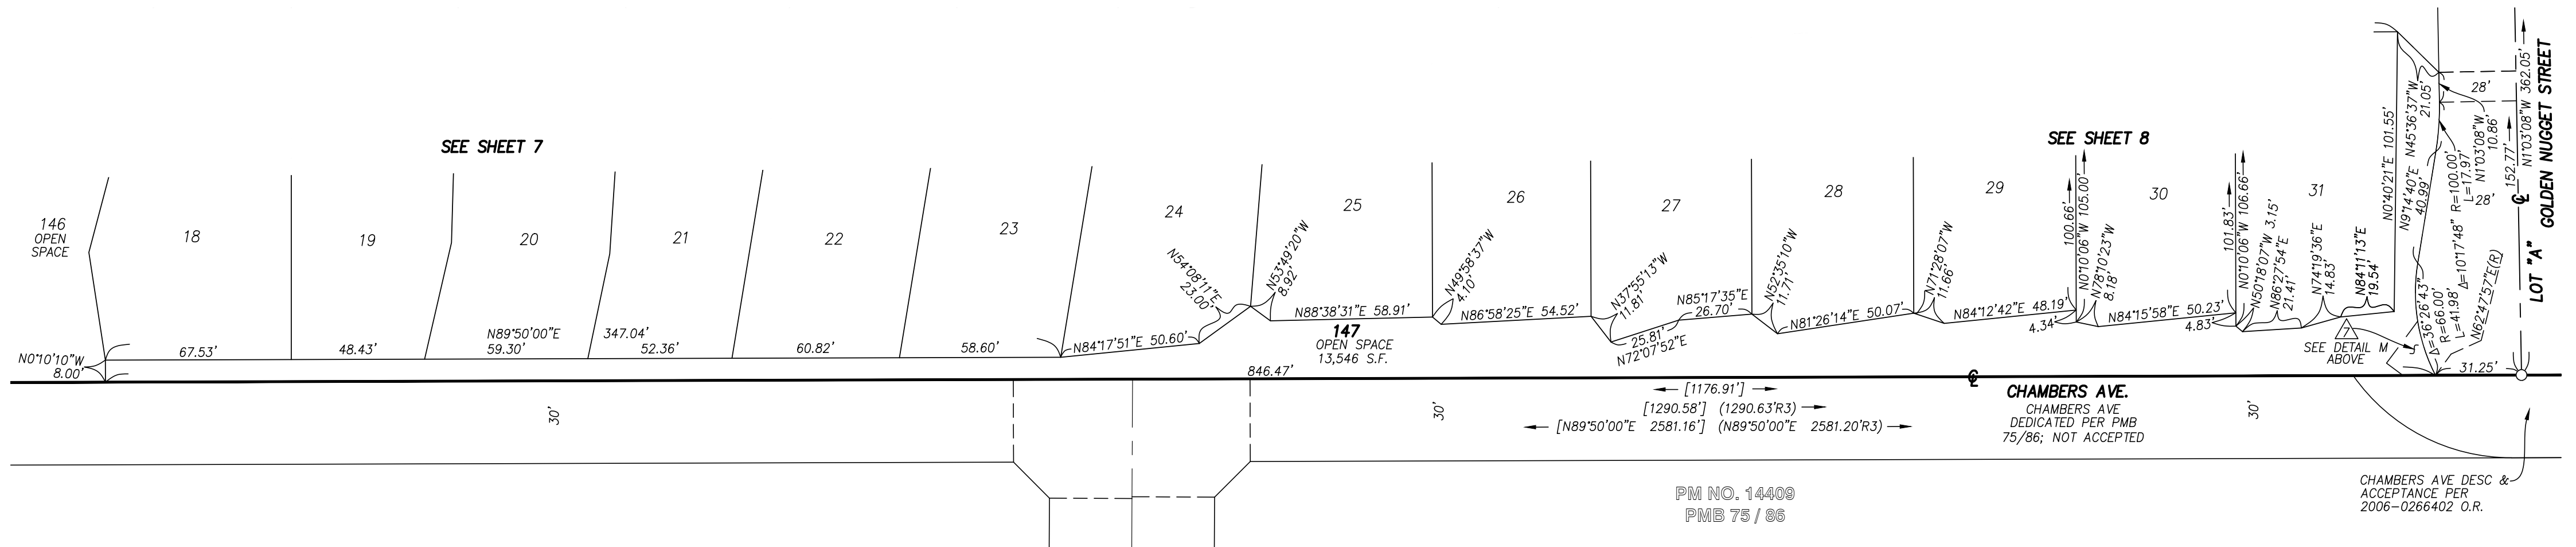 SEE SHEET 7
SEE SHEET 8
146
OPEN
SPACE
18
19
20
21
22
23
24
25
26
27
28
29
30
31
N0°10'10"W
8.00'
67.53'
48.43'
N89°50'00"E 347.04'
59.30'
52.36'
60.82'
58.60'
N84°17'51"E 50.60'
N54°08'11"E
23.00'
N53°49'20"W
8.92'
N88°38'31"E 58.91'
147
OPEN SPACE
13,546 S.F.
N49°58'37"W
4.10'
N86°58'25"E 54.52'
N37°55'13"W
11.81'
25.81'
N72°07'52"E
N85°17'35"E
26.70'
N52°35'10"W
11.71'
N81°26'14"E 50.07'
N71°28'07"W
11.66'
N84°12'42"E 48.19'
4.34'
100.66'
N0°10'06"W 105.00'
N78°10'23"W
8.18'
N84°15'58"E 50.23'
4.83'
101.83'
N0°10'06"W 106.66'
N50°18'07"W 3.15'
N86°27'54"E
21.41'
N74°19'36"E
14.83'
N84°11'13"E
19.54'
7
SEE DETAIL M
ABOVE
N0°40'21"E 101.55'
N9°14'40"E
40.99'
N45°36'37"W
21.05'
Δ=36°26'43"
R=66.00'
L=41.98'
Δ=10°17'48" R=100.00'
L=17.97'
N1°03'08"W
10.86'
28'
28'
N62°47'57"E(R)
152.77'
N1°03'08"W 362.05'
LOT "A" GOLDEN NUGGET STREET
31.25'
846.47'
30'
30'
30'
[1176.91']
[1290.58'] (1290.63'R3)
[N89°50'00"E 2581.16'] (N89°50'00"E 2581.20'R3)
CHAMBERS AVE.
CHAMBERS AVE
DEDICATED PER PMB
75/86; NOT ACCEPTED
PM NO. 14409
PMB 75 / 86
CHAMBERS AVE DESC &
ACCEPTANCE PER
2006-0266402 O.R.